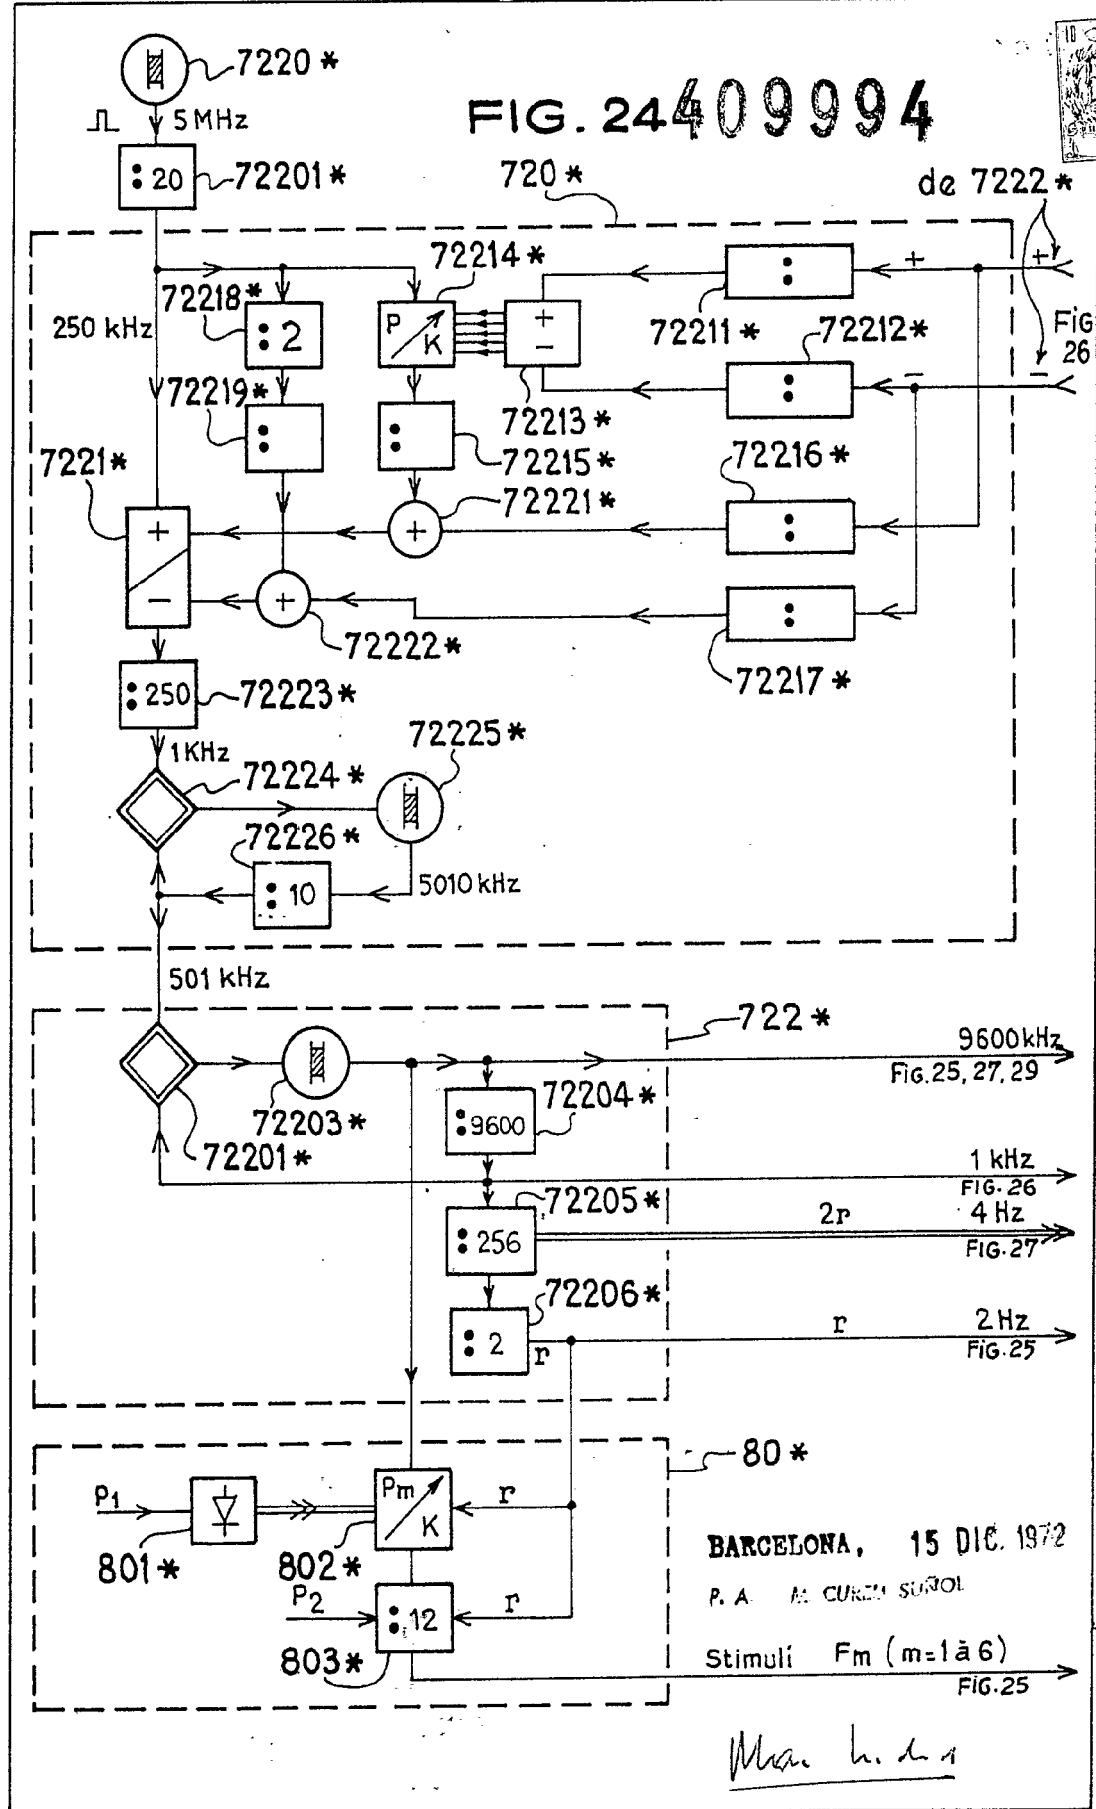 7220*
FIG. 24
409994
5 MHz
: 20
72201*
720*
de 7222*
72214*
+
+
72218*
P
K
+
-
:
250 kHz
: 2
72211*
72212*
FiG
26
-
-
72219*
:
72213*
:
:
72215*
7221*
72216*
72221*
+
+
:
-
+
:
72222*
72217*
: 250
72223*
72225*
1KHz
72224*
72226*
: 10
5010 kHz
501 kHz
722*
9600 kHz
FiG. 25, 27, 29
72203*
72204*
: 9600
72201*
1 kHz
FiG. 26
72205*
2r
4 Hz
: 256
FiG. 27
72206*
: 2
r
r
2 Hz
FiG. 25
80*
P1
Pm
K
r
801*
802*
BARCELONA, 15 DIC. 1972
P2
: 12
r
P. A.
803*
Stimulí Fm (m=1 à 6)
FiG. 25